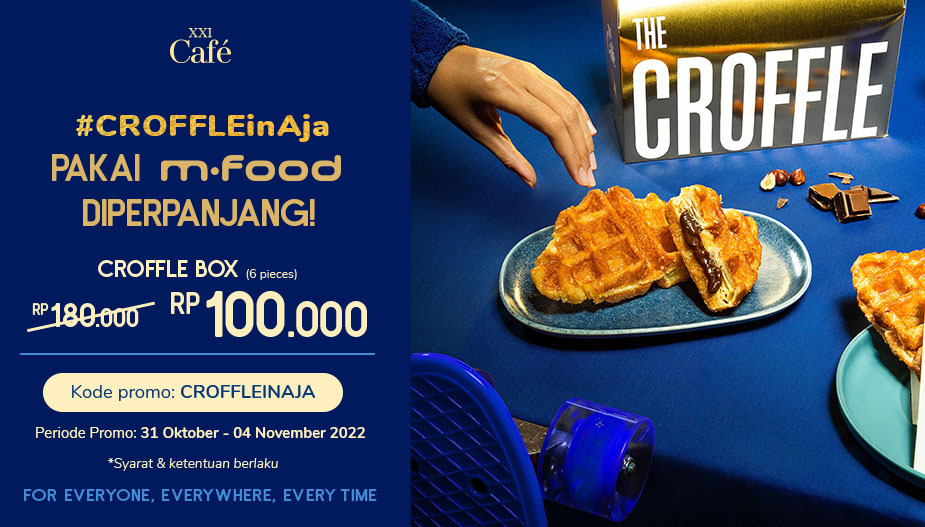 XXI
Café
#CROFFLEinAja
PAKAI m•food
DIPERPANJANG!
CROFFLE BOX (6 pieces)
RP 180.000 RP 100.000
Kode promo: CROFFLEINAJA
Periode Promo: 31 Oktober - 04 November 2022
*Syarat & ketentuan berlaku
FOR EVERYONE, EVERYWHERE, EVERY TIME
THE
CROFFLE